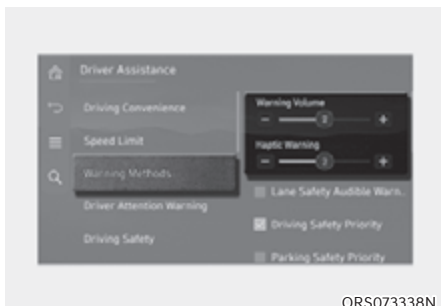 Driver Assistance
Driving Convenience
Speed Limit
Warning Methods
Driver Attention Warning
Driving Safety
Warning Volume
Haptic Warning
Lane Safety Audible Warn.
Driving Safety Priority
Parking Safety Priority
ORS073338N